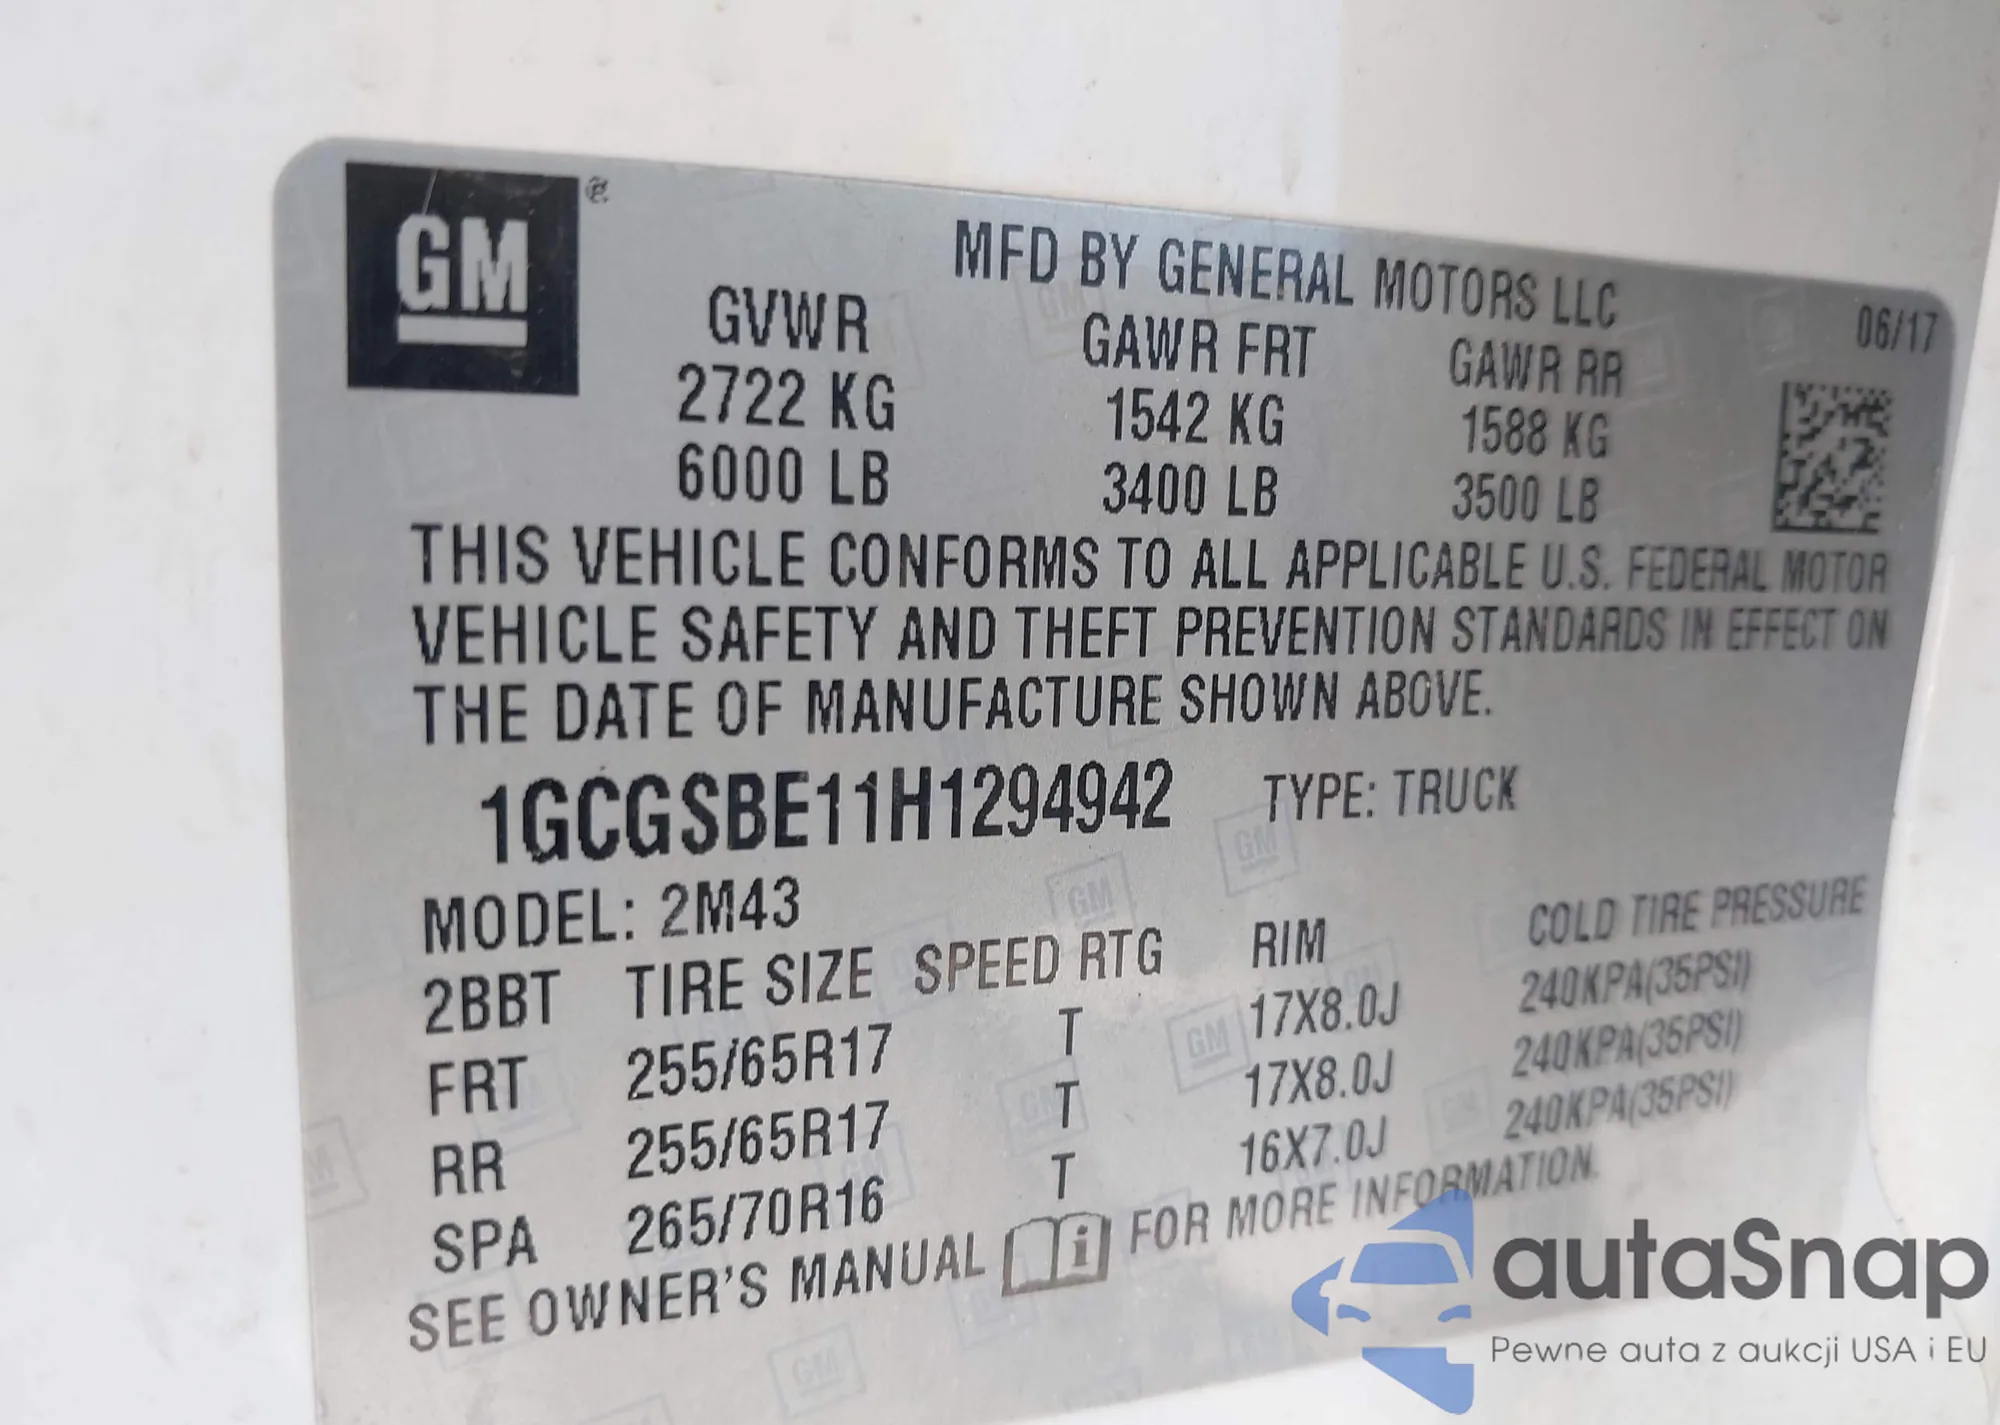 GM ®
MFD BY GENERAL MOTORS LLC
06/17
GVWR GAWR FRT GAWR RR
2722 KG 1542 KG 1588 KG
6000 LB 3400 LB 3500 LB
THIS VEHICLE CONFORMS TO ALL APPLICABLE U.S. FEDERAL MOTOR
VEHICLE SAFETY AND THEFT PREVENTION STANDARDS IN EFFECT ON
THE DATE OF MANUFACTURE SHOWN ABOVE.
1GCGSBE11H1294942 TYPE: TRUCK
MODEL: 2M43
2BBT TIRE SIZE SPEED RTG RIM COLD TIRE PRESSURE
FRT 255/65R17 T 17X8.0J 240KPA(35PSI)
RR 255/65R17 T 17X8.0J 240KPA(35PSI)
SPA 265/70R16 T 16X7.0J 240KPA(35PSI)
SEE OWNER'S MANUAL i FOR MORE INFORMATION.
autaSnap
Pewne auta z aukcji USA i EU